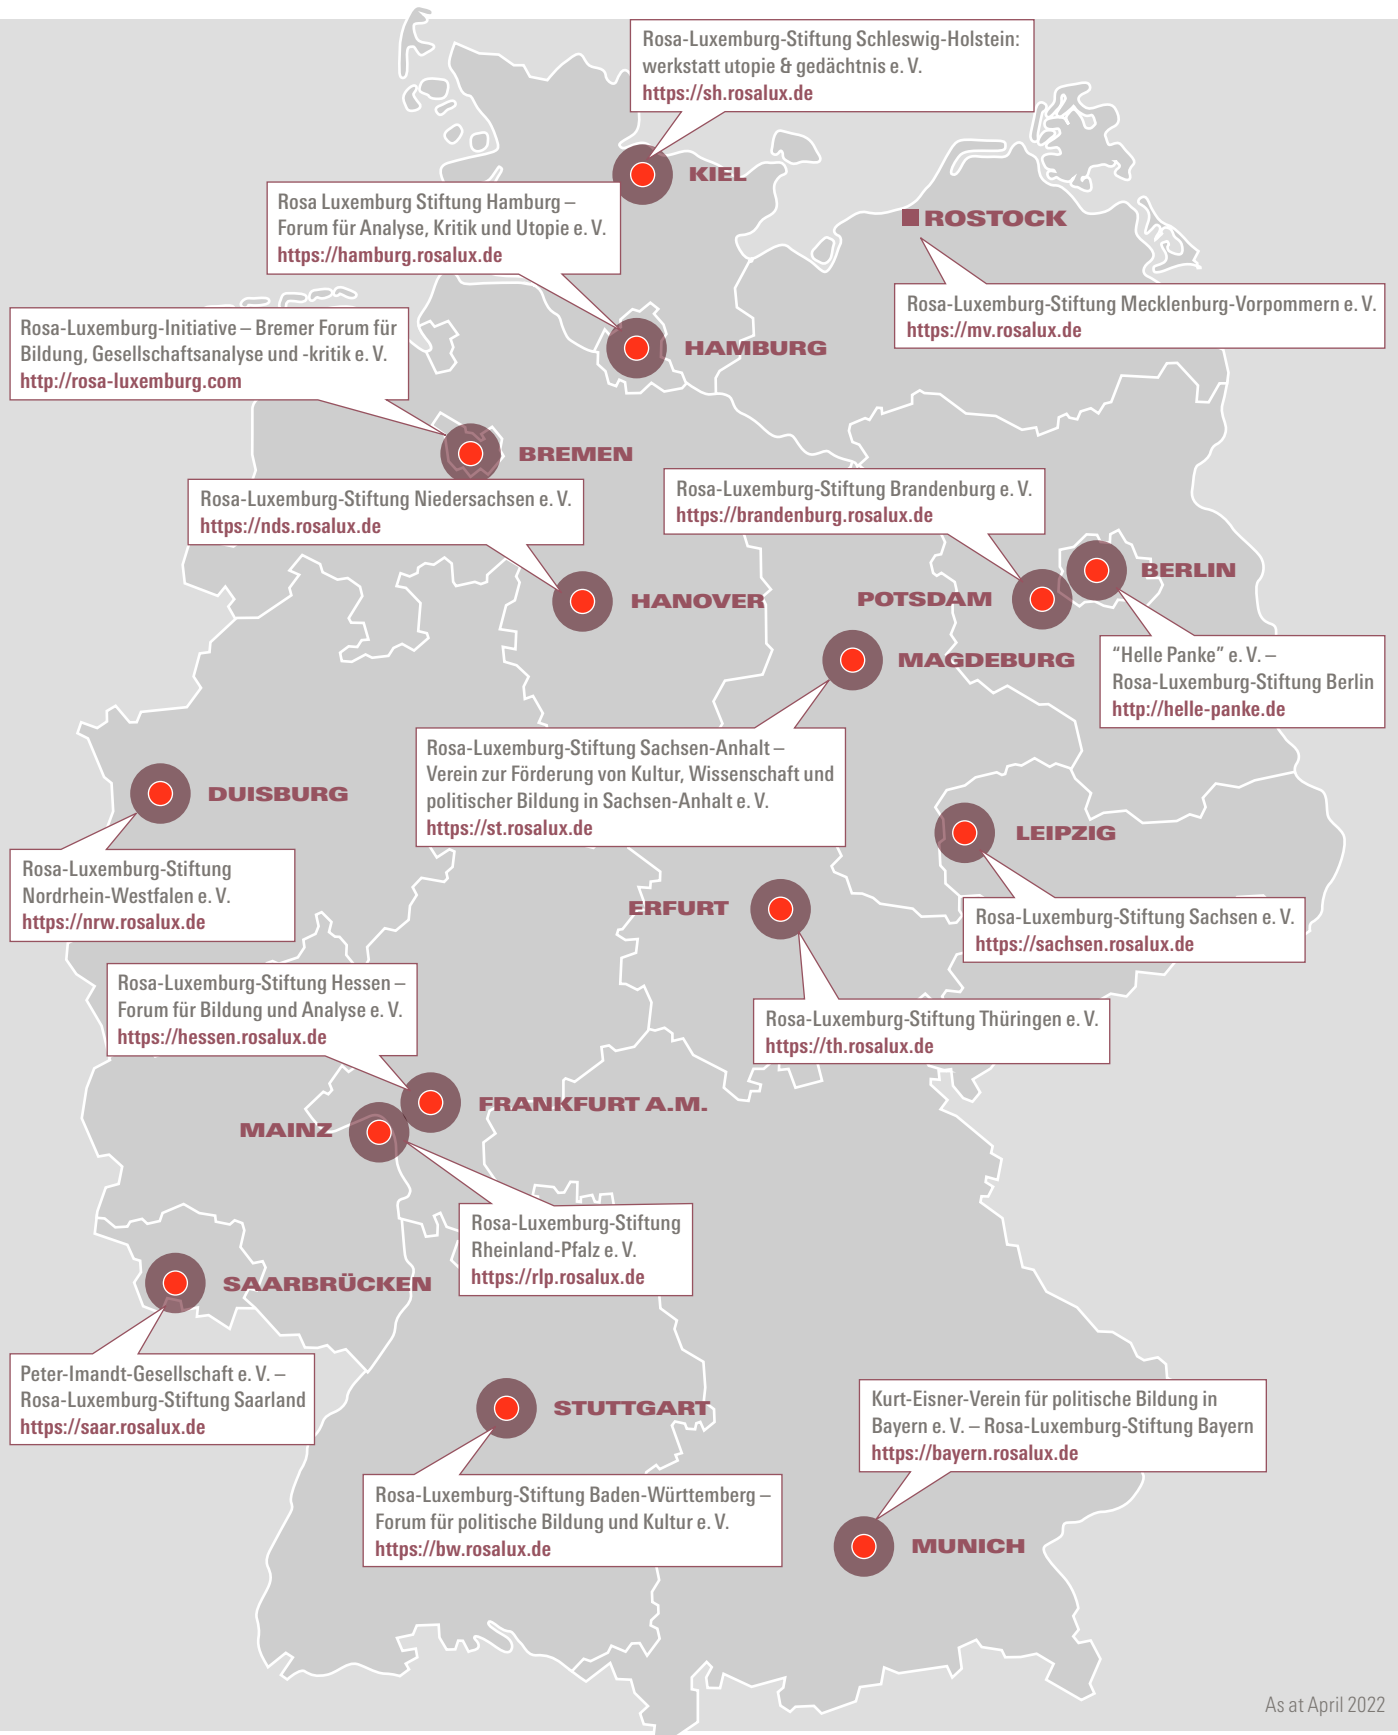 Rosa-Luxemburg-Stiftung Schleswig-Holstein:
werkstatt utopie & gedächtnis e. V.
https://sh.rosalux.de
KIEL
Rosa Luxemburg Stiftung Hamburg –
Forum für Analyse, Kritik und Utopie e. V.
https://hamburg.rosalux.de
ROSTOCK
Rosa-Luxemburg-Stiftung Mecklenburg-Vorpommern e. V.
https://mv.rosalux.de
Rosa-Luxemburg-Initiative – Bremer Forum für
Bildung, Gesellschaftsanalyse und -kritik e. V.
http://rosa-luxemburg.com
HAMBURG
BREMEN
Rosa-Luxemburg-Stiftung Niedersachsen e. V.
https://nds.rosalux.de
Rosa-Luxemburg-Stiftung Brandenburg e. V.
https://brandenburg.rosalux.de
BERLIN
HANOVER
POTSDAM
MAGDEBURG
"Helle Panke" e. V. –
Rosa-Luxemburg-Stiftung Berlin
http://helle-panke.de
Rosa-Luxemburg-Stiftung Sachsen-Anhalt –
Verein zur Förderung von Kultur, Wissenschaft und
politischer Bildung in Sachsen-Anhalt e. V.
https://st.rosalux.de
DUISBURG
LEIPZIG
Rosa-Luxemburg-Stiftung
Nordrhein-Westfalen e. V.
https://nrw.rosalux.de
ERFURT
Rosa-Luxemburg-Stiftung Sachsen e. V.
https://sachsen.rosalux.de
Rosa-Luxemburg-Stiftung Hessen –
Forum für Bildung und Analyse e. V.
https://hessen.rosalux.de
Rosa-Luxemburg-Stiftung Thüringen e. V.
https://th.rosalux.de
FRANKFURT A.M.
MAINZ
Rosa-Luxemburg-Stiftung
Rheinland-Pfalz e. V.
https://rlp.rosalux.de
SAARBRÜCKEN
Peter-Imandt-Gesellschaft e. V. –
Rosa-Luxemburg-Stiftung Saarland
https://saar.rosalux.de
STUTTGART
Kurt-Eisner-Verein für politische Bildung in
Bayern e. V. – Rosa-Luxemburg-Stiftung Bayern
https://bayern.rosalux.de
Rosa-Luxemburg-Stiftung Baden-Württemberg –
Forum für politische Bildung und Kultur e. V.
https://bw.rosalux.de
MUNICH
As at April 2022